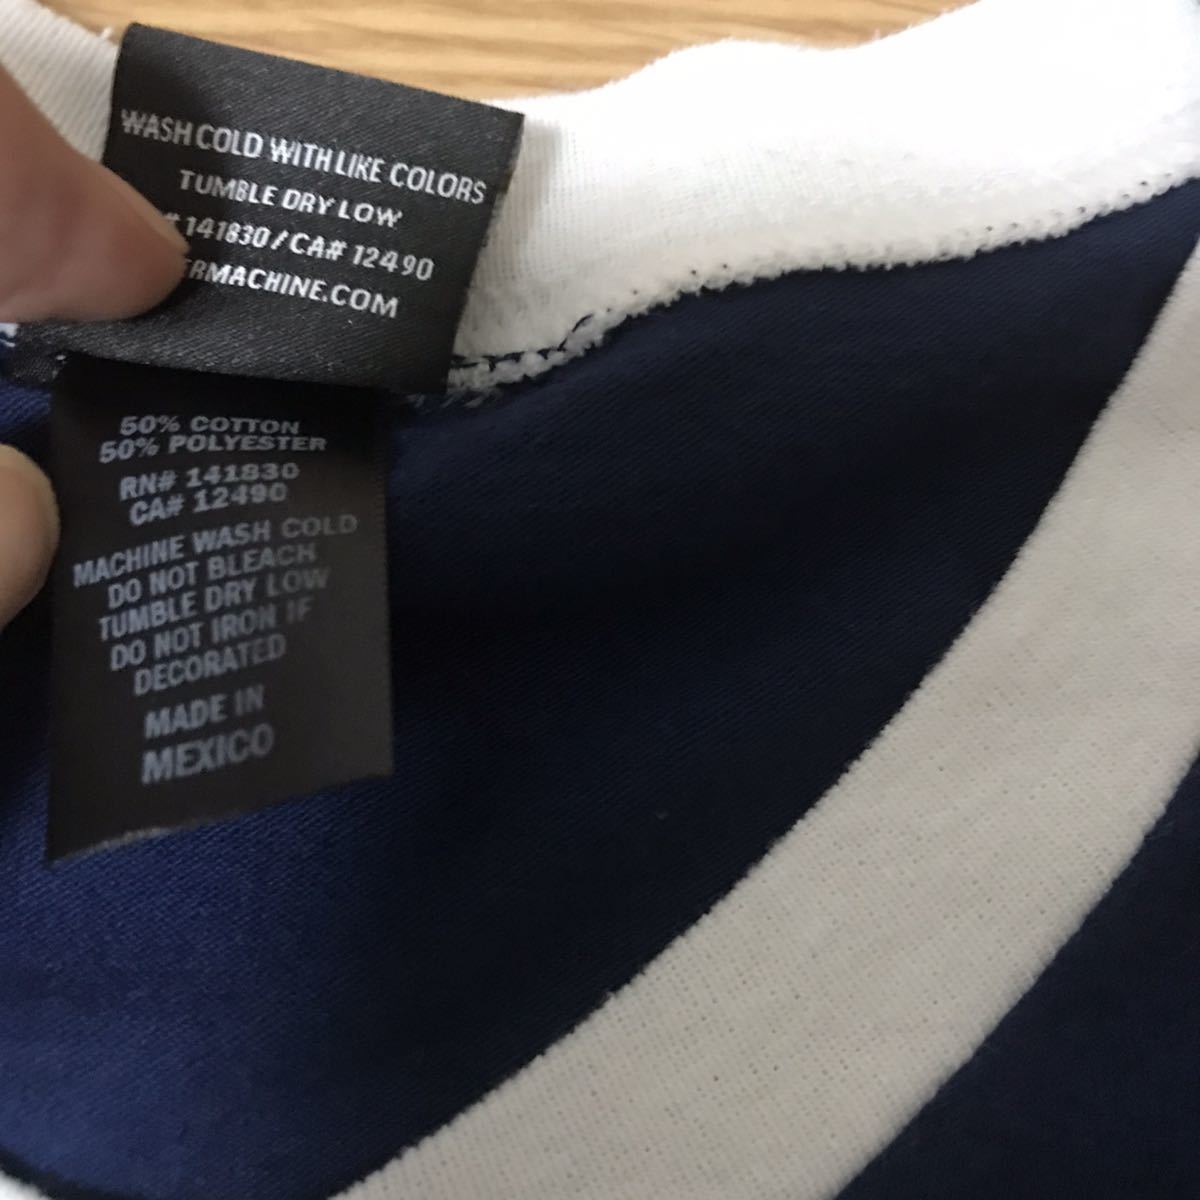 WASH COLD WITH LIKE COLORS
TUMBLE DRY LOW
# 141830 / CA# 12490
ERMACHINE.COM
50% COTTON
50% POLYESTER
RN# 141830
CA# 12490
MACHINE WASH COLD
DO NOT BLEACH
TUMBLE DRY LOW
DO NOT IRON IF
DECORATED
MADE IN
MEXICO